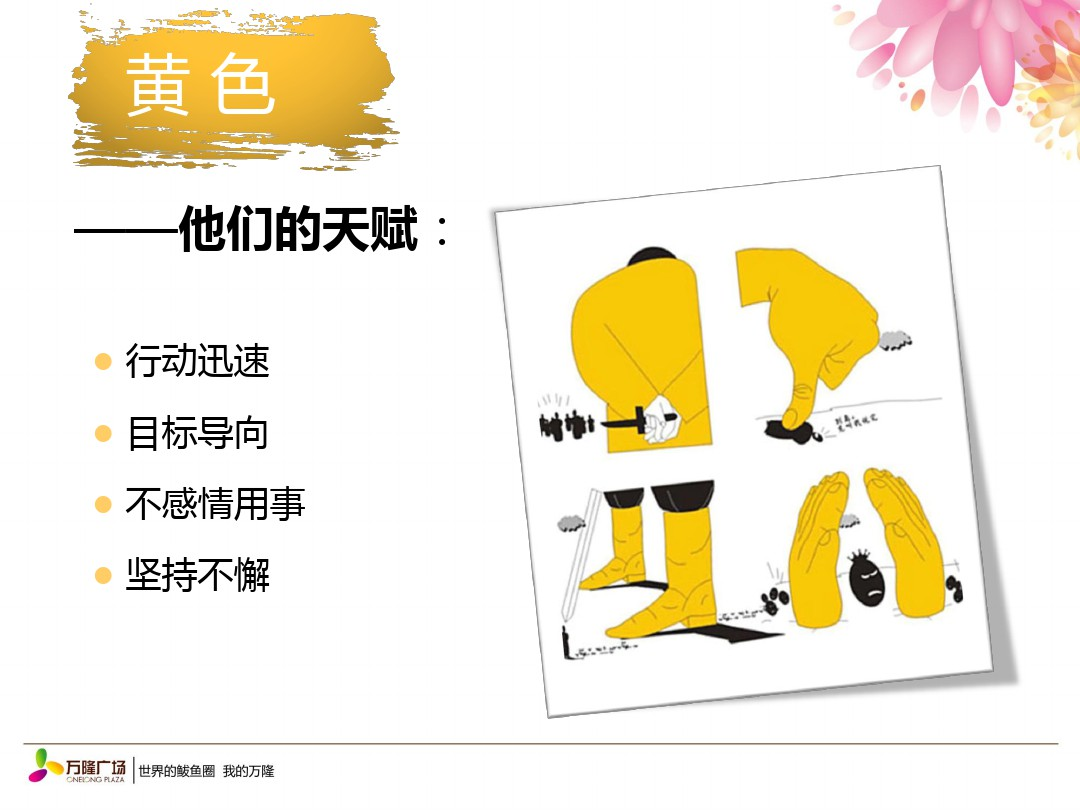 黄 色
——他们的天赋：
行动迅速
目标导向
不感情用事
坚持不懈
万隆广场
ONELONG PLAZA
世界的鲅鱼圈 我的万隆